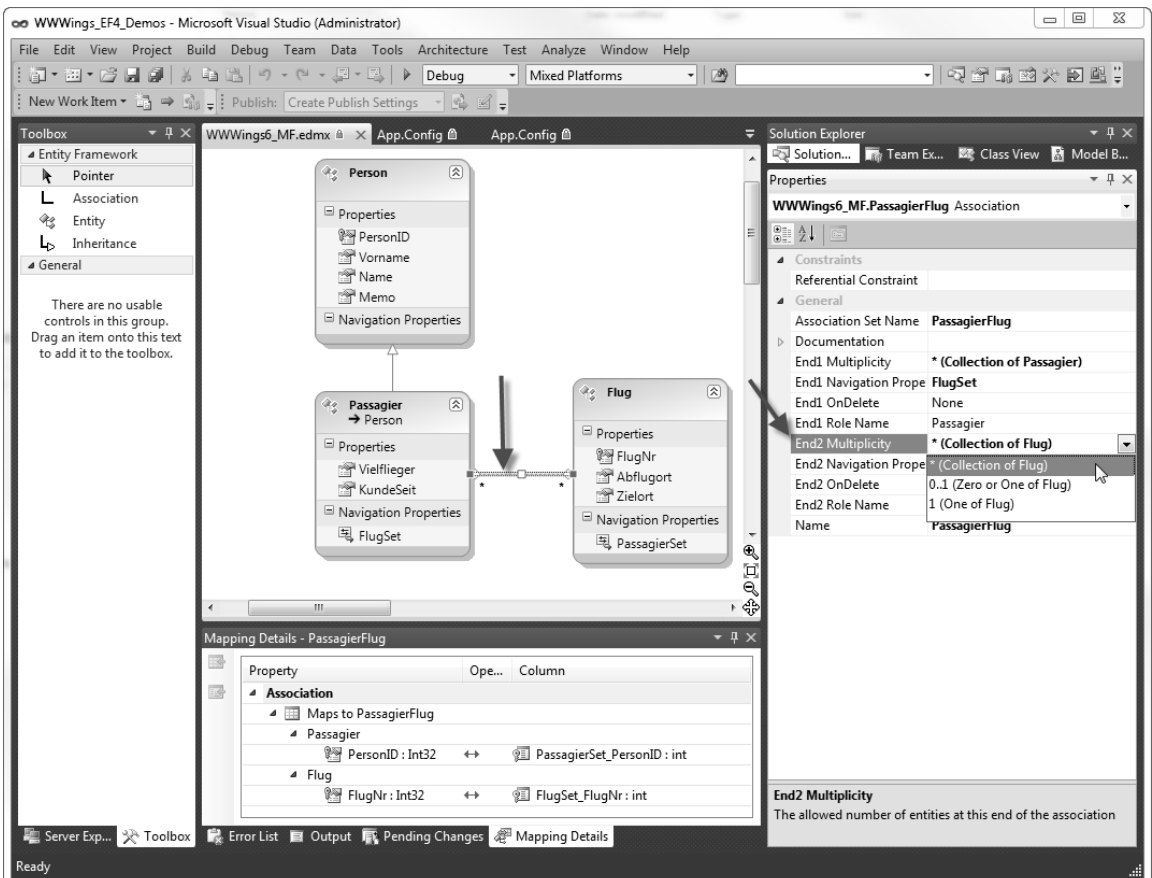 WWWings_EF4_Demos - Microsoft Visual Studio (Administrator)
File Edit View Project Build Debug Team Data Tools Architecture Test Analyze Window Help
Debug Mixed Platforms
New Work Item Publish: Create Publish Settings
Toolbox
Entity Framework
Pointer
Association
Entity
Inheritance
General
There are no usable
controls in this group.
Drag an item onto this text
to add it to the toolbox.
Server Exp... Toolbox
WWWings6_MF.edmx App.Config App.Config
Person
Properties
PersonID
Vorname
Name
Memo
Navigation Properties
Passagier
Person
Properties
Vielflieger
KundeSeit
Navigation Properties
FlugSet
* *
Flug
Properties
FlugNr
Abflugort
Zielort
Navigation Properties
PassagierSet
Mapping Details - PassagierFlug
Property Ope... Column
Association
Maps to PassagierFlug
Passagier
PersonID : Int32 PassagierSet_PersonID : int
Flug
FlugNr : Int32 FlugSet_FlugNr : int
Error List Output Pending Changes Mapping Details
Solution Explorer
Solution... Team Ex... Class View Model B...
Properties
WWWings6_MF.PassagierFlug Association
Constraints
Referential Constraint
General
Association Set Name PassagierFlug
Documentation
End1 Multiplicity * (Collection of Passagier)
End1 Navigation Prope FlugSet
End1 OnDelete None
End1 Role Name Passagier
End2 Multiplicity * (Collection of Flug)
End2 Navigation Prope * (Collection of Flug)
End2 OnDelete 0..1 (Zero or One of Flug)
End2 Role Name 1 (One of Flug)
Name PassagierFlug
End2 Multiplicity
The allowed number of entities at this end of the association
Ready